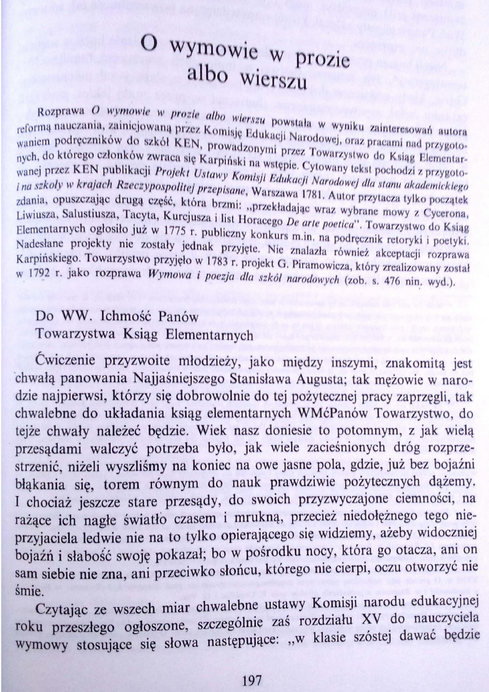 O wymowie w prozie
albo wierszu
Rozprawa O wymowie w prozie albo wierszu powstała w wyniku zainteresowań autora
reformą nauczania, zainicjowaną przez Komisję Edukacji Narodowej, oraz pracami nad przygoto-
waniem podręczników do szkół KEN, prowadzonymi przez Towarzystwo do Ksiąg Elementar-
nych, do którego członków zwraca się Karpiński na wstępie. Cytowany tekst pochodzi z przygoto-
wanej przez KEN publikacji Projekt Ustawy Komisji Edukacji Narodowej dla stanu akademickiego
i na szkoły w krajach Rzeczypospolitej przepisane, Warszawa 1781. Autor przytacza tylko początek
zdania, opuszczając drugą część, która brzmi: „przekładając wraz wybrane mowy z Cycerona,
Liwiusza, Salustiusza, Tacyta, Kurcjusza i list Horacego De arte poetica". Towarzystwo do Ksiąg
Elementarnych ogłosiło już w 1775 r. publiczny konkurs m.in. na podręcznik retoryki i poetyki.
Nadesłane projekty nie zostały jednak przyjęte. Nie znalazła również akceptacji rozprawa
Karpińskiego. Towarzystwo przyjęło w 1783 r. projekt G. Piramowicza, który zrealizowany został
w 1792 r. jako rozprawa Wymowa i poezja dla szkół narodowych (zob. s. 476 nin. wyd.).
Do WW. Ichmość Panów
Towarzystwa Ksiąg Elementarnych
Ćwiczenie przyzwoite młodzieży, jako między inszymi, znakomitą jest
chwałą panowania Najjaśniejszego Stanisława Augusta; tak mężowie w naro-
dzie najpierwsi, którzy się dobrowolnie do tej pożytecznej pracy zaprzęgli, tak
chwalebne do układania ksiąg elementarnych WMćPanów Towarzystwo, do
tejże chwały należeć będzie. Wiek nasz doniesie to potomnym, z jak wielą
przesądami walczyć potrzeba było, jak wiele zacieśnionych dróg rozprze-
strzenić, niżeli wyszliśmy na koniec na owe jasne pola, gdzie, już bez bojaźni
błąkania się, torem równym do nauk prawdziwie pożytecznych dążemy.
I chociaż jeszcze stare przesądy, do swoich przyzwyczajone ciemności, na
rażące ich nagłe światło czasem i mrukną, przecież niedołężnego tego nie-
przyjaciela ledwie nie na to tylko opierającego się widziemy, ażeby widoczniej
bojaźń i słabość swoję pokazał; bo w pośrodku nocy, która go otacza, ani on
sam siebie nie zna, ani przeciwko słońcu, którego nie cierpi, oczu otworzyć nie
śmie.
Czytając ze wszech miar chwalebne ustawy Komisji narodu edukacyjnej
roku przeszłego ogłoszone, szczególnie zaś rozdziału XV do nauczyciela
wymowy stosujące się słowa następujące: „w klasie szóstej dawać będzie
197